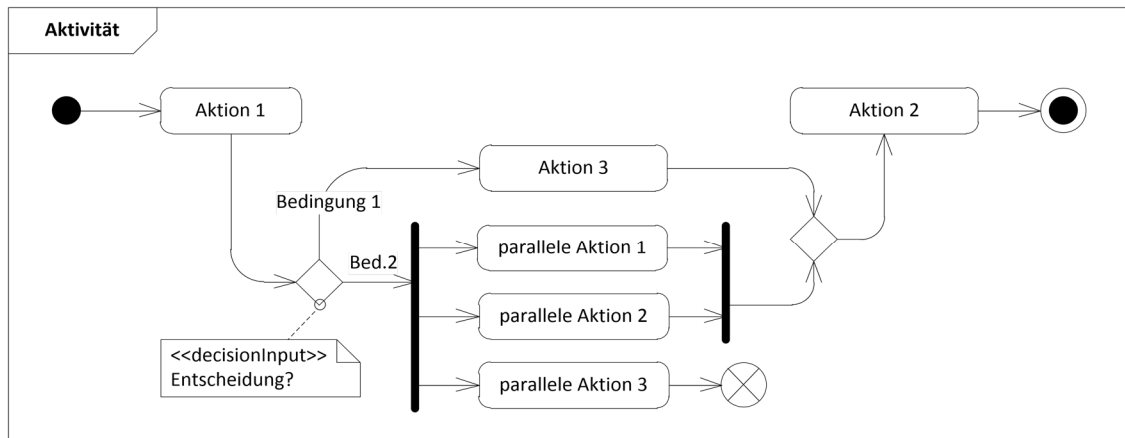 Aktivität
Aktion 1
Aktion 2
Aktion 3
Bedingung 1
parallele Aktion 1
Bed.2
parallele Aktion 2
<<decisionInput>>
Entscheidung?
parallele Aktion 3